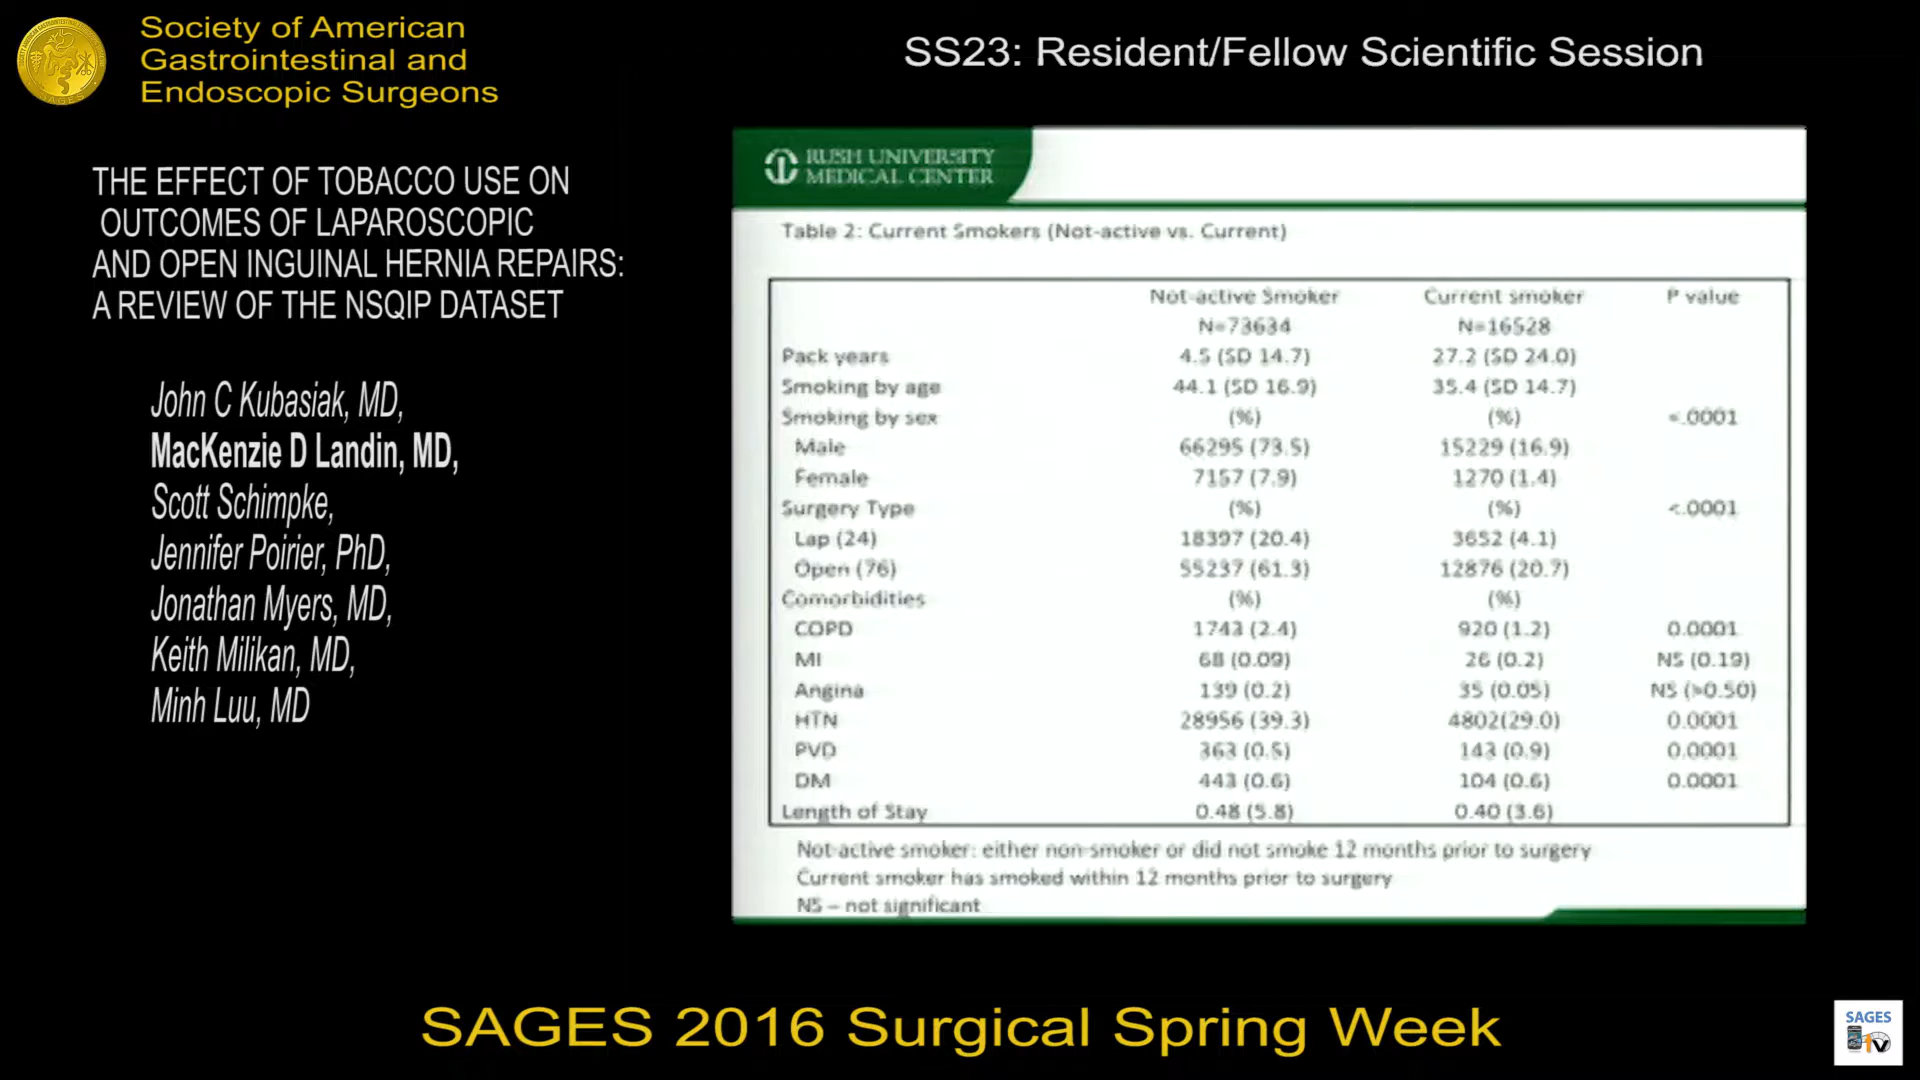 Society of American
Gastrointestinal and
Endoscopic Surgeons
SS23: Resident/Fellow Scientific Session
THE EFFECT OF TOBACCO USE ON
OUTCOMES OF LAPAROSCOPIC
AND OPEN INGUINAL HERNIA REPAIRS:
A REVIEW OF THE NSQIP DATASET
John C Kubasiak, MD,
MacKenzie D Landin, MD,
Scott Schimpke,
Jennifer Poirier, PhD,
Jonathan Myers, MD,
Keith Milikan, MD,
Minh Luu, MD
RUSH UNIVERSITY
MEDICAL CENTER
Table 2: Current Smokers (Not-active vs. Current)
Not-active Smoker Current smoker P value
N=73634 N=16528
Pack years 4.5 (SD 14.7) 27.2 (SD 24.0)
Smoking by age 44.1 (SD 16.9) 35.4 (SD 14.7)
Smoking by sex (%) (%) <.0001
Male 66295 (73.5) 15229 (16.9)
Female 7157 (7.9) 1270 (1.4)
Surgery Type (%) (%) <.0001
Lap (24) 18397 (20.4) 3652 (4.1)
Open (76) 55237 (61.3) 12876 (20.7)
Comorbidities (%) (%)
COPD 1743 (2.4) 920 (1.2) 0.0001
MI 68 (0.09) 26 (0.2) NS (0.19)
Angina 139 (0.2) 35 (0.05) NS (>0.50)
HTN 28956 (39.3) 4802(29.0) 0.0001
PVD 363 (0.5) 143 (0.9) 0.0001
DM 443 (0.6) 104 (0.6) 0.0001
Length of Stay 0.48 (5.8) 0.40 (3.6)
Not-active smoker: either non-smoker or did not smoke 12 months prior to surgery
Current smoker has smoked within 12 months prior to surgery
NS – not significant
SAGES 2016 Surgical Spring Week
SAGES
TV